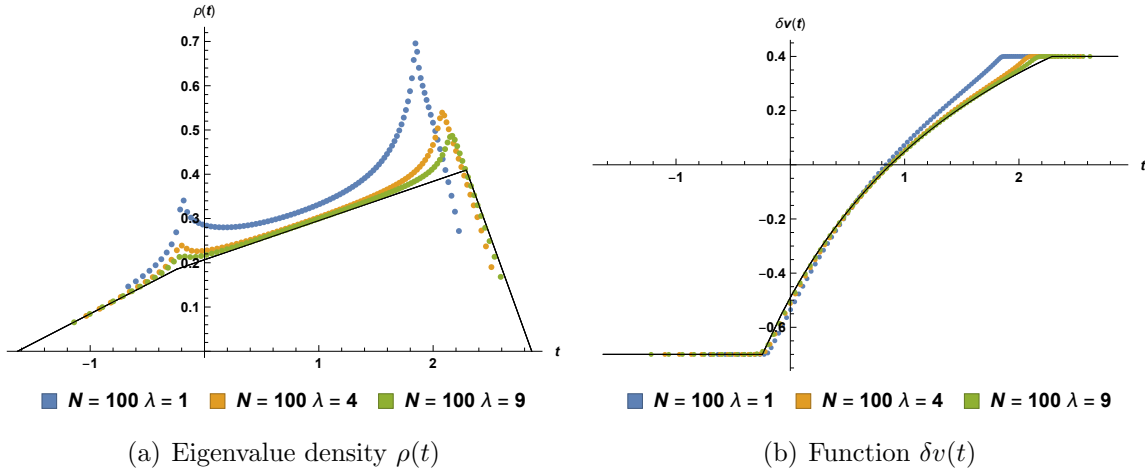 ρ(t)
0.7
0.6
0.5
0.4
0.3
0.2
0.1
−1
1
2
t
N = 100 λ = 1
N = 100 λ = 4
N = 100 λ = 9
(a) Eigenvalue density ρ(t)
δv(t)
0.4
0.2
−0.2
−0.4
−0.6
−1
1
2
t
N = 100 λ = 1
N = 100 λ = 4
N = 100 λ = 9
(b) Function δv(t)